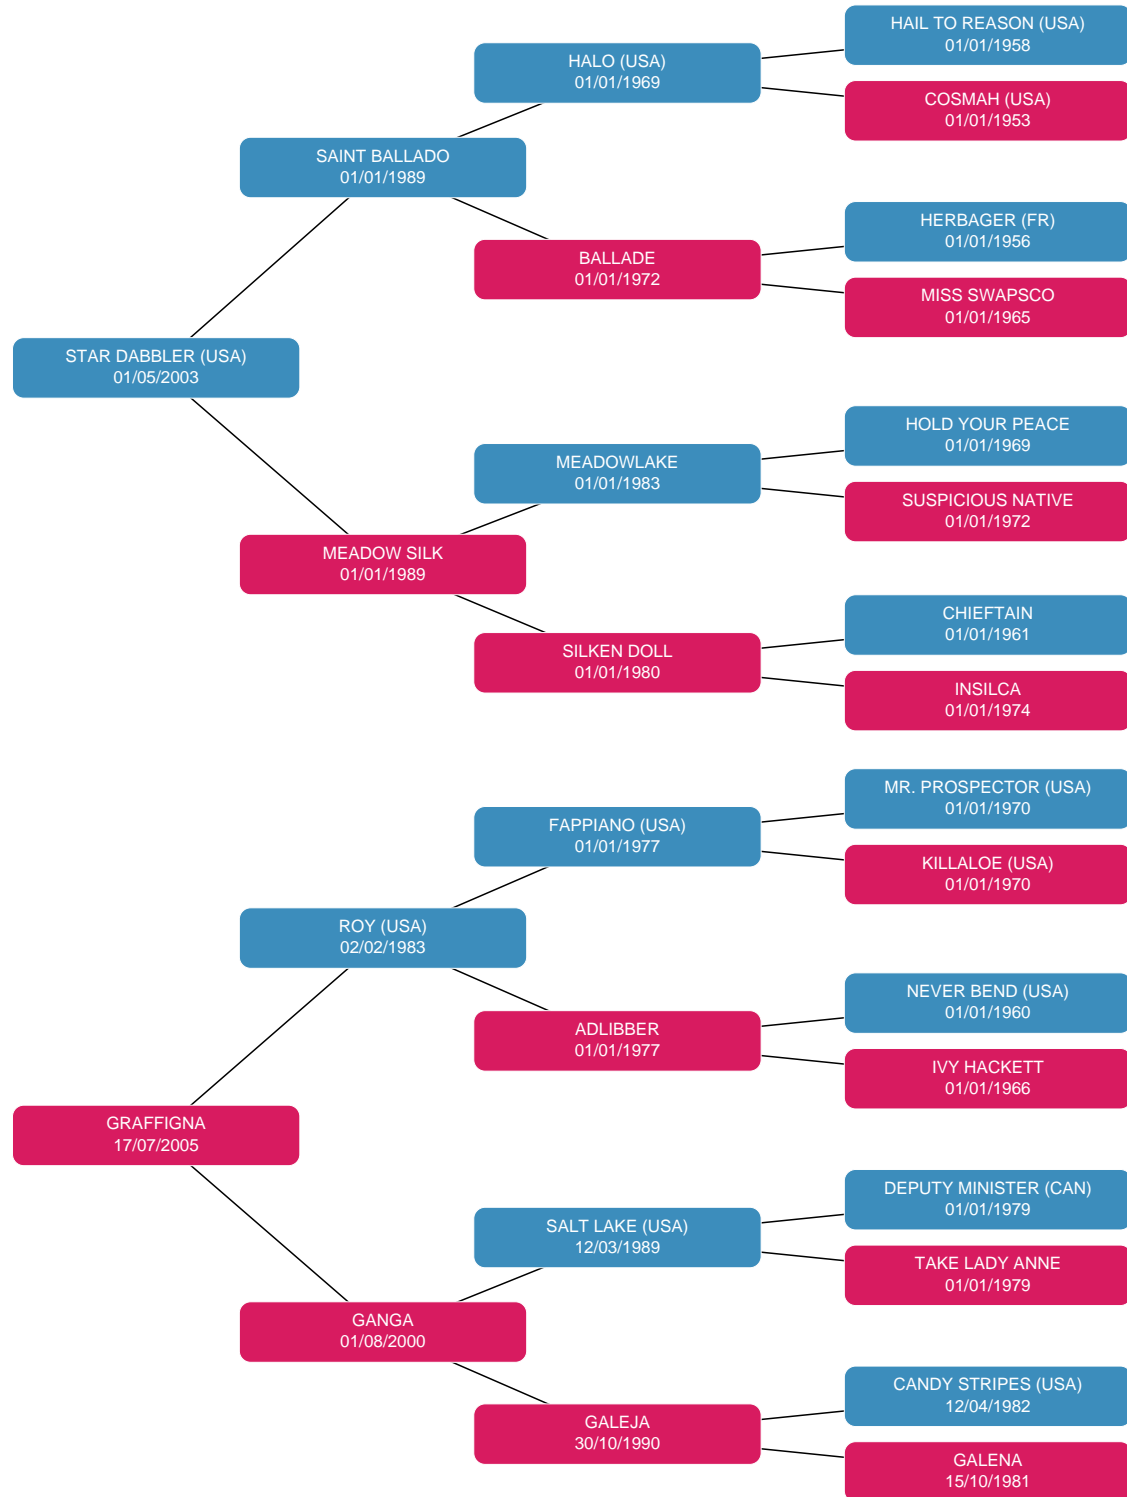 HAIL TO REASON (USA)
01/01/1958
HALO (USA)
01/01/1969
COSMAH (USA)
01/01/1953
SAINT BALLADO
01/01/1989
HERBAGER (FR)
01/01/1956
BALLADE
01/01/1972
MISS SWAPSCO
01/01/1965
STAR DABBLER (USA)
01/05/2003
HOLD YOUR PEACE
01/01/1969
MEADOWLAKE
01/01/1983
SUSPICIOUS NATIVE
01/01/1972
MEADOW SILK
01/01/1989
CHIEFTAIN
01/01/1961
SILKEN DOLL
01/01/1980
INSILCA
01/01/1974
MR. PROSPECTOR (USA)
01/01/1970
FAPPIANO (USA)
01/01/1977
KILLALOE (USA)
01/01/1970
ROY (USA)
02/02/1983
NEVER BEND (USA)
01/01/1960
ADLIBBER
01/01/1977
IVY HACKETT
01/01/1966
GRAFFIGNA
17/07/2005
DEPUTY MINISTER (CAN)
01/01/1979
SALT LAKE (USA)
12/03/1989
TAKE LADY ANNE
01/01/1979
GANGA
01/08/2000
CANDY STRIPES (USA)
12/04/1982
GALEJA
30/10/1990
GALENA
15/10/1981